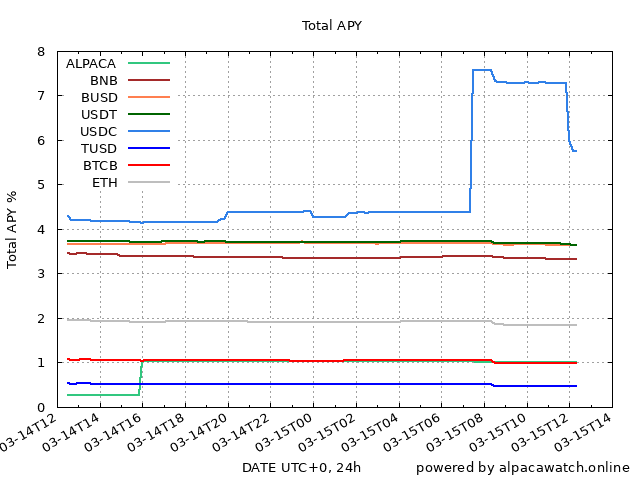 Total APY
8
7
6
5
4
3
2
1
0
Total APY %
ALPACA
BNB
BUSD
USDT
USDC
TUSD
BTCB
ETH
03-14T12
03-14T14
03-14T16
03-14T18
03-14T20
03-14T22
03-15T00
03-15T02
03-15T04
03-15T06
03-15T08
03-15T10
03-15T12
03-15T14
DATE UTC+0, 24h
powered by alpacawatch.online